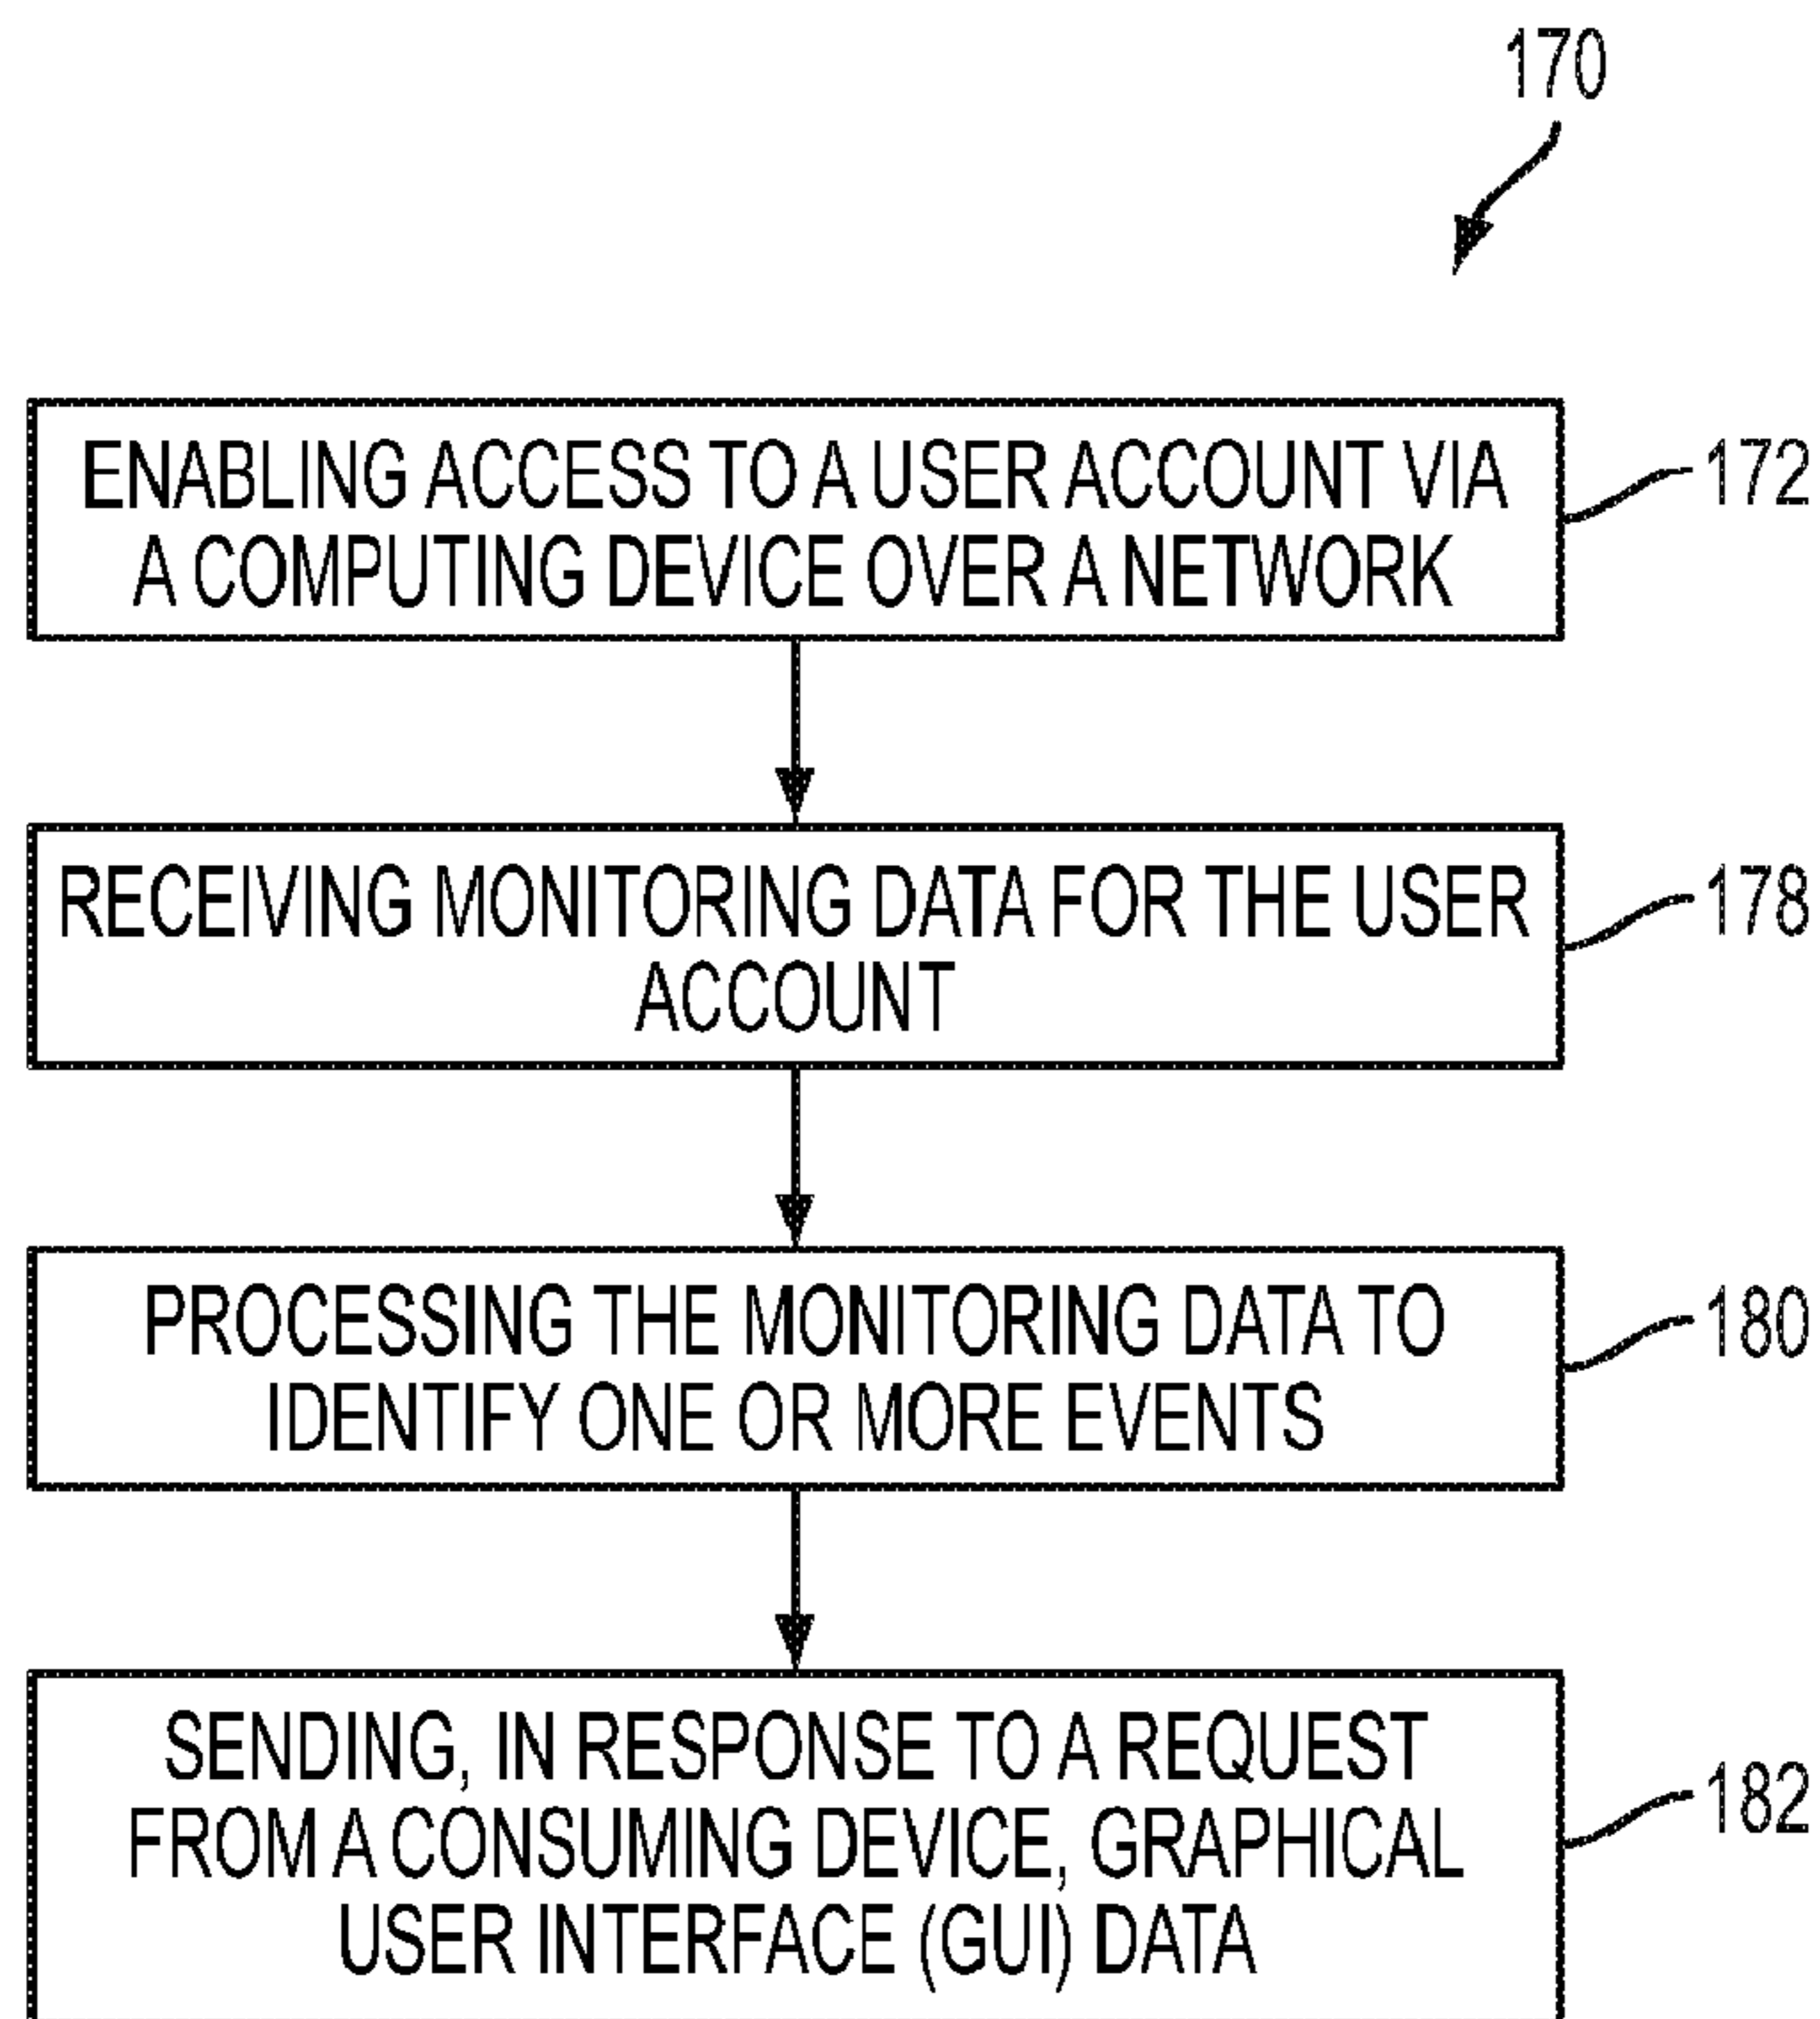 170
ENABLING ACCESS TO A USER ACCOUNT VIA
A COMPUTING DEVICE OVER A NETWORK
172
RECEIVING MONITORING DATA FOR THE USER
ACCOUNT
178
PROCESSING THE MONITORING DATA TO
IDENTIFY ONE OR MORE EVENTS
180
SENDING, IN RESPONSE TO A REQUEST
FROM A CONSUMING DEVICE, GRAPHICAL
USER INTERFACE (GUI) DATA
182